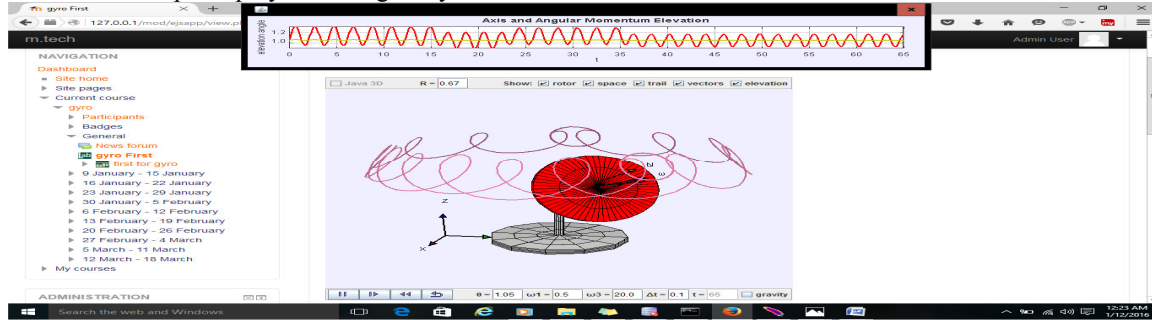 gyro First
127.0.0.1/mod/ejsapp/view.p
Axis and Angular Momentum Elevation
elevation angle
1.2
1.0
0 5 10 15 20 25 30 35 40 45 50 55 60 65
t
m.tech
Admin User
NAVIGATION
Dashboard
Site home
Site pages
Current course
gyro
Participants
Badges
General
News forum
gyro First
first for gyro
9 January - 15 January
16 January - 22 January
23 January - 29 January
30 January - 5 February
6 February - 12 February
13 February - 19 February
20 February - 26 February
27 February - 4 March
5 March - 11 March
12 March - 18 March
My courses
ADMINISTRATION
Java 3D R = 0.67 Show: rotor space trail vectors elevation
z
x
z
ω
θ = 1.05 ω1 = 0.5 ω3 = 20.0 Δt = 0.1 t = 65 gravity
Search the web and Windows
12:23 AM
1/12/2016